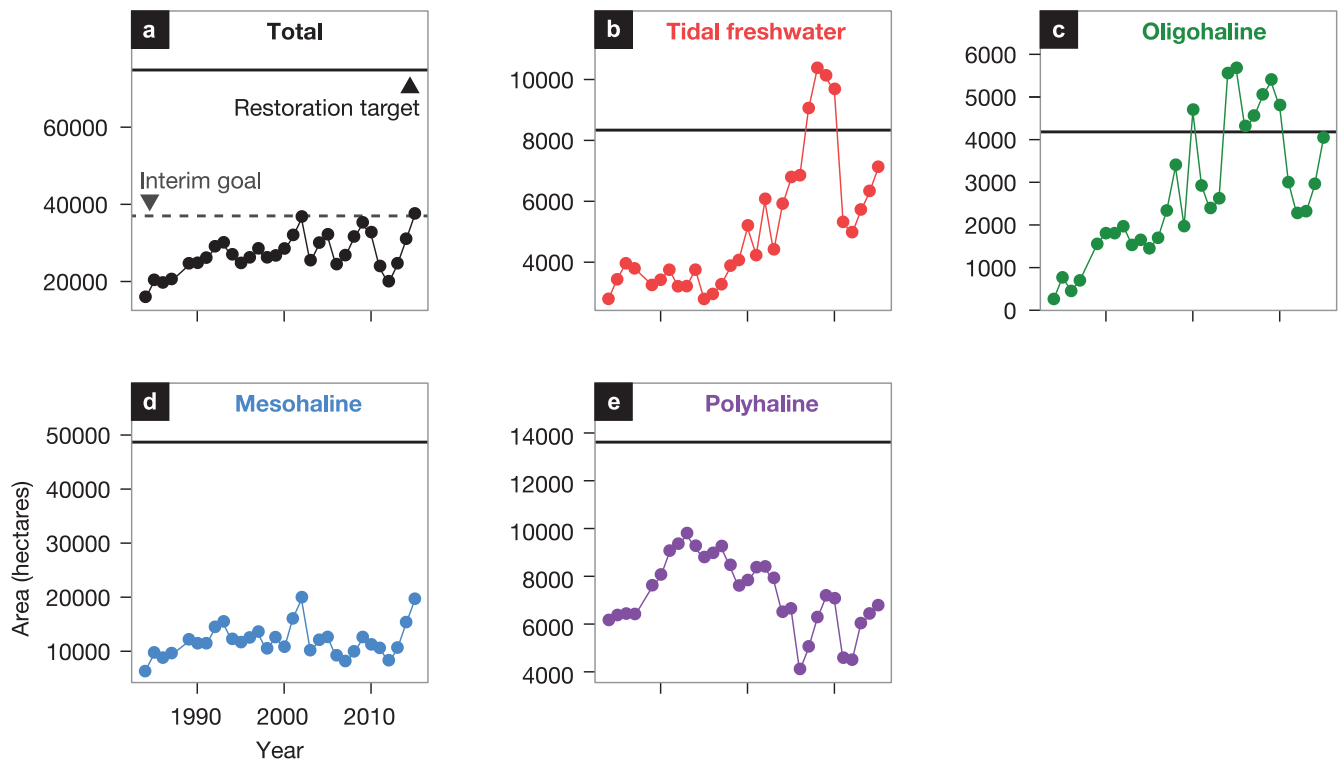 a
Total
Restoration target
Interim goal
60000
40000
20000
b
Tidal freshwater
10000
8000
6000
4000
c
Oligohaline
6000
5000
4000
3000
2000
1000
0
d
Mesohaline
50000
40000
30000
20000
10000
1990
2000
2010
Area (hectares)
Year
e
Polyhaline
14000
12000
10000
8000
6000
4000